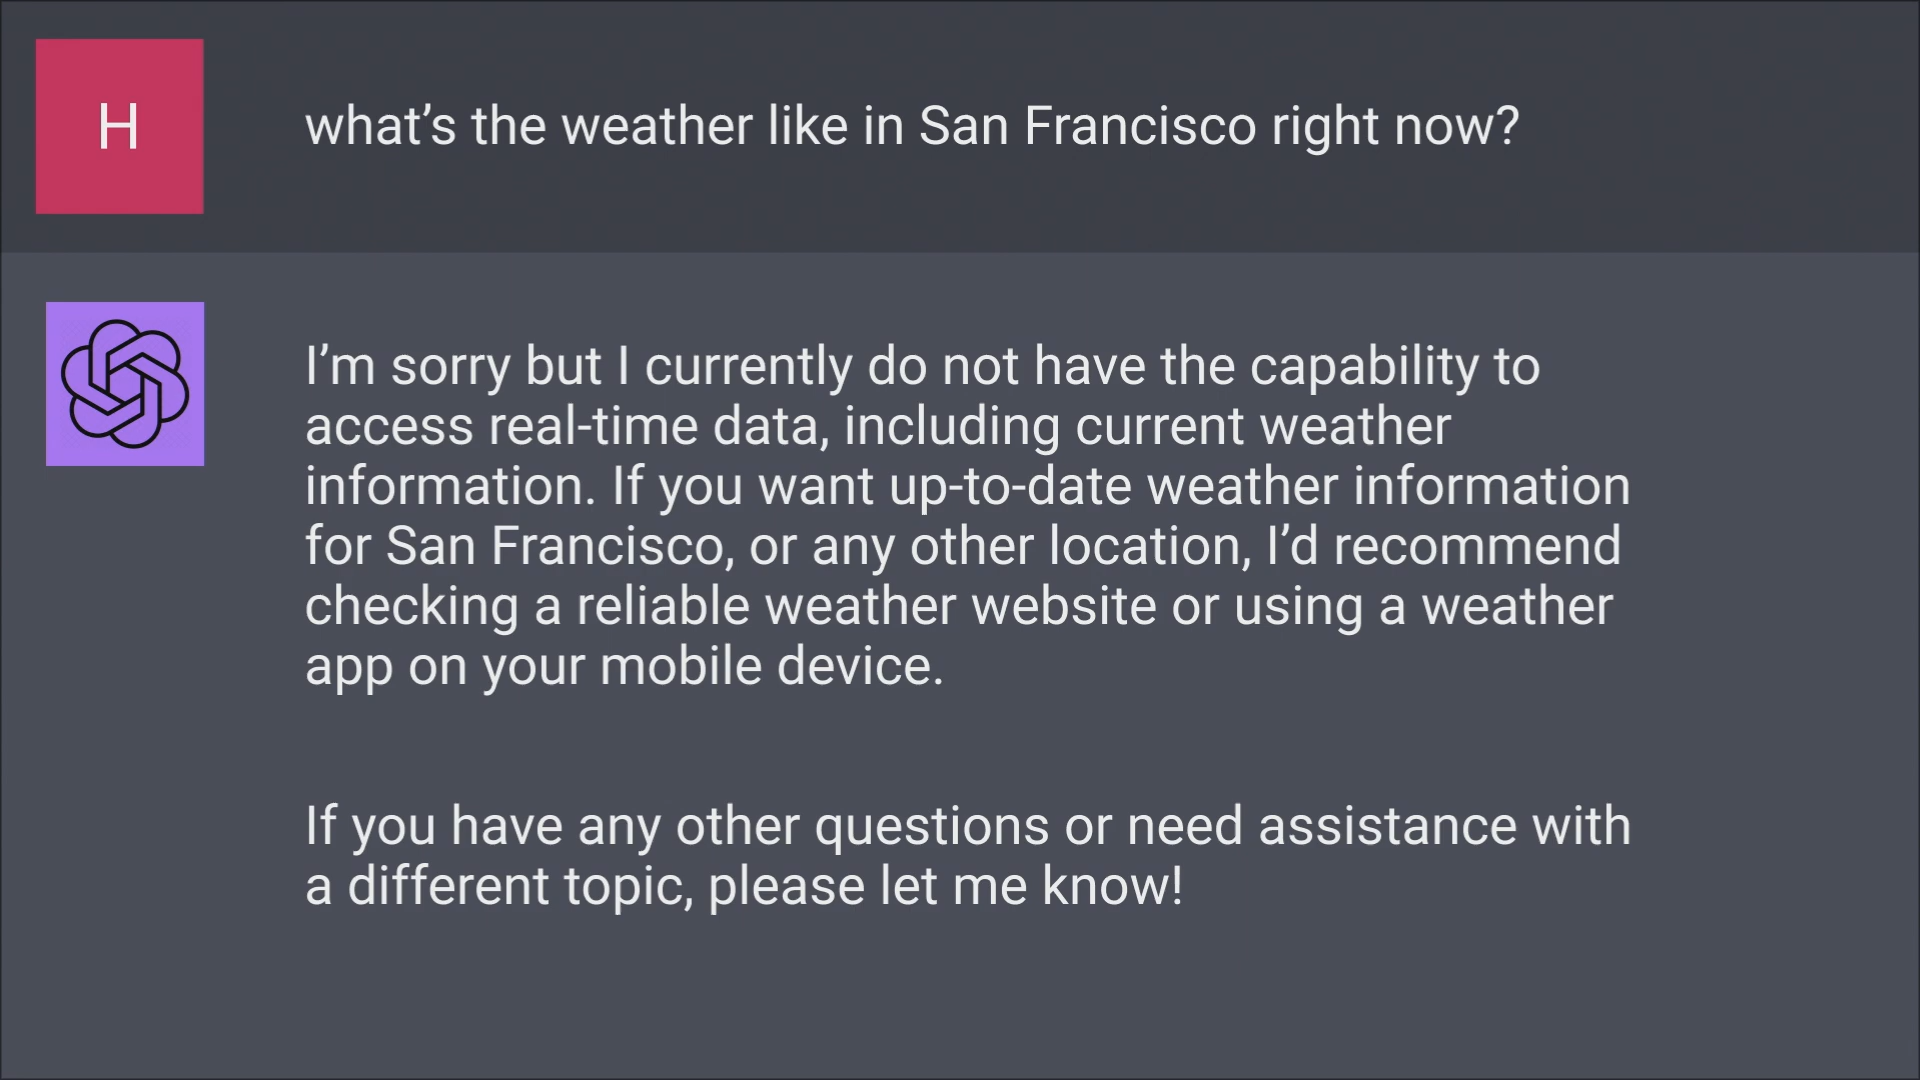 H
what’s the weather like in San Francisco right now?
I’m sorry but I currently do not have the capability to
access real-time data, including current weather
information. If you want up-to-date weather information
for San Francisco, or any other location, I’d recommend
checking a reliable weather website or using a weather
app on your mobile device.
If you have any other questions or need assistance with
a different topic, please let me know!